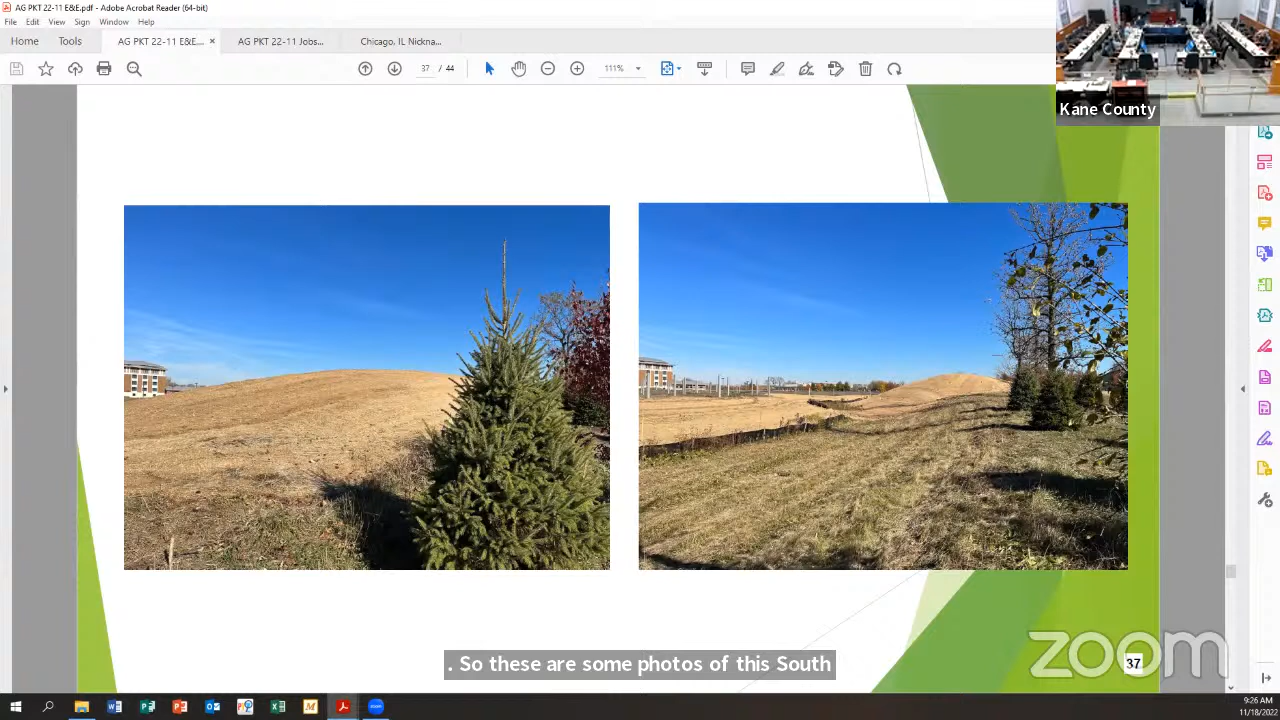 AG PKT 22-11 E&E.pdf - Adobe Acrobat Reader (64-bit)
File Edit View Sign Window Help
Home Tools AG PKT 22-11 E&E... × AG PKT 22-11 Jobs... Chicago, IL Nickna...
37 / 44 111%
Kane County
. So these are some photos of this South
zoom
37
9:26 AM
11/18/2022